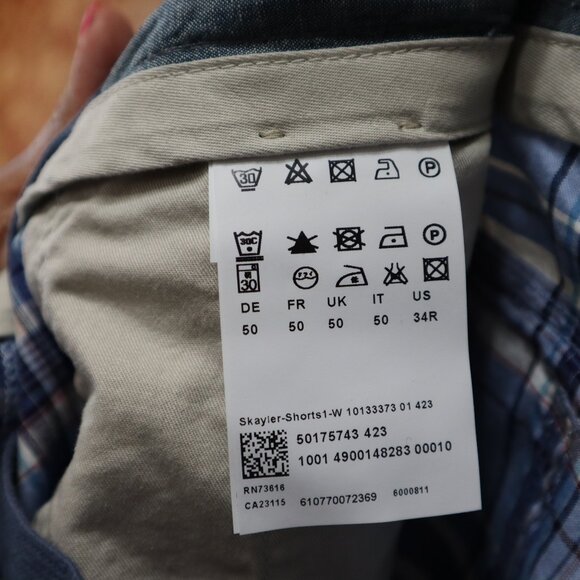 30 P
30C P
30
DE FR UK IT US
50 50 50 50 34R
Skayler-Shorts1-W 10133373 01 423
50175743 423
1001 4900148283 00010
RN73616
CA23115 610770072369 6000811